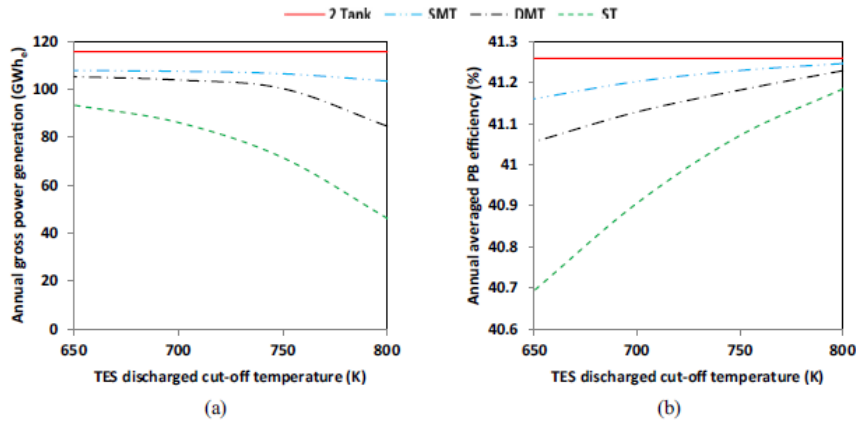 2 Tank SMT DMT ST
120
100
80
60
40
20
0
650 700 750 800
Annual gross power generation (GWhe)
TES discharged cut-off temperature (K)
(a)
41.3
41.2
41.1
41
40.9
40.8
40.7
40.6
650 700 750 800
Annual averaged PB efficiency (%)
TES discharged cut-off temperature (K)
(b)